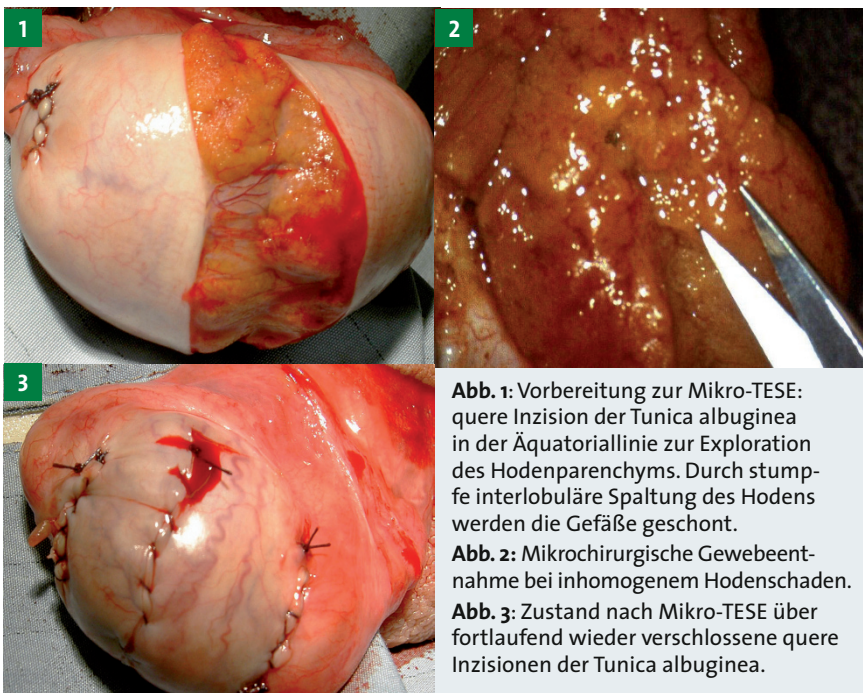 1
2
3
Abb. 1: Vorbereitung zur Mikro-TESE:
quere Inzision der Tunica albuginea
in der Äquatoriallinie zur Exploration
des Hodenparenchyms. Durch stump-
fe interlobuläre Spaltung des Hodens
werden die Gefäße geschont.
Abb. 2: Mikrochirurgische Gewebeent-
nahme bei inhomogenem Hodenschaden.
Abb. 3: Zustand nach Mikro-TESE über
fortlaufend wieder verschlossene quere
Inzisionen der Tunica albuginea.